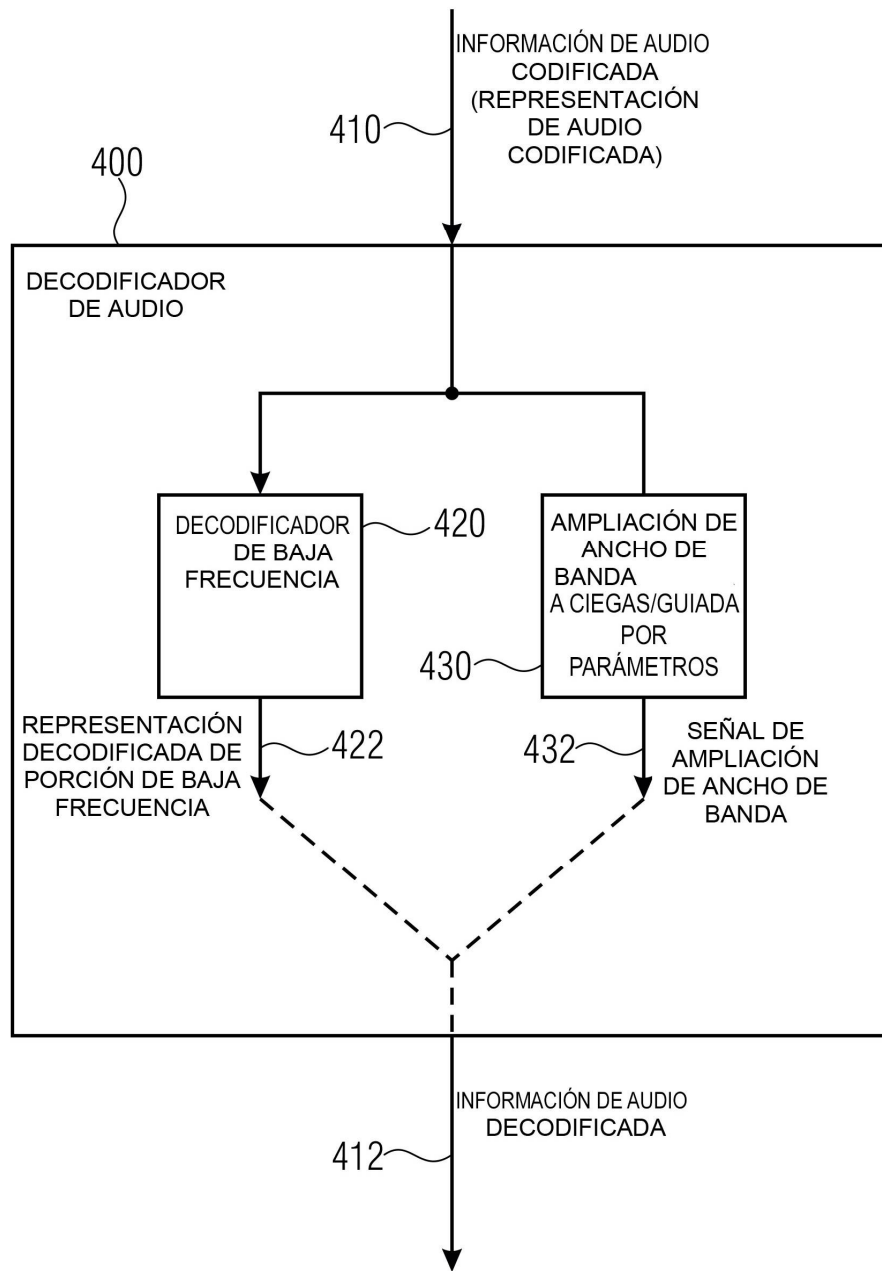 INFORMACIÓN DE AUDIO
CODIFICADA
(REPRESENTACIÓN
DE AUDIO
CODIFICADA)
410
400
DECODIFICADOR
DE AUDIO
DECODIFICADOR
DE BAJA
FRECUENCIA
420
AMPLIACIÓN DE
ANCHO DE
BANDA
A CIEGAS/GUIADA
POR
PARÁMETROS
430
REPRESENTACIÓN
DECODIFICADA DE
PORCIÓN DE BAJA
FRECUENCIA
422
432
SEÑAL DE
AMPLIACIÓN
DE ANCHO DE
BANDA
INFORMACIÓN DE AUDIO
DECODIFICADA
412